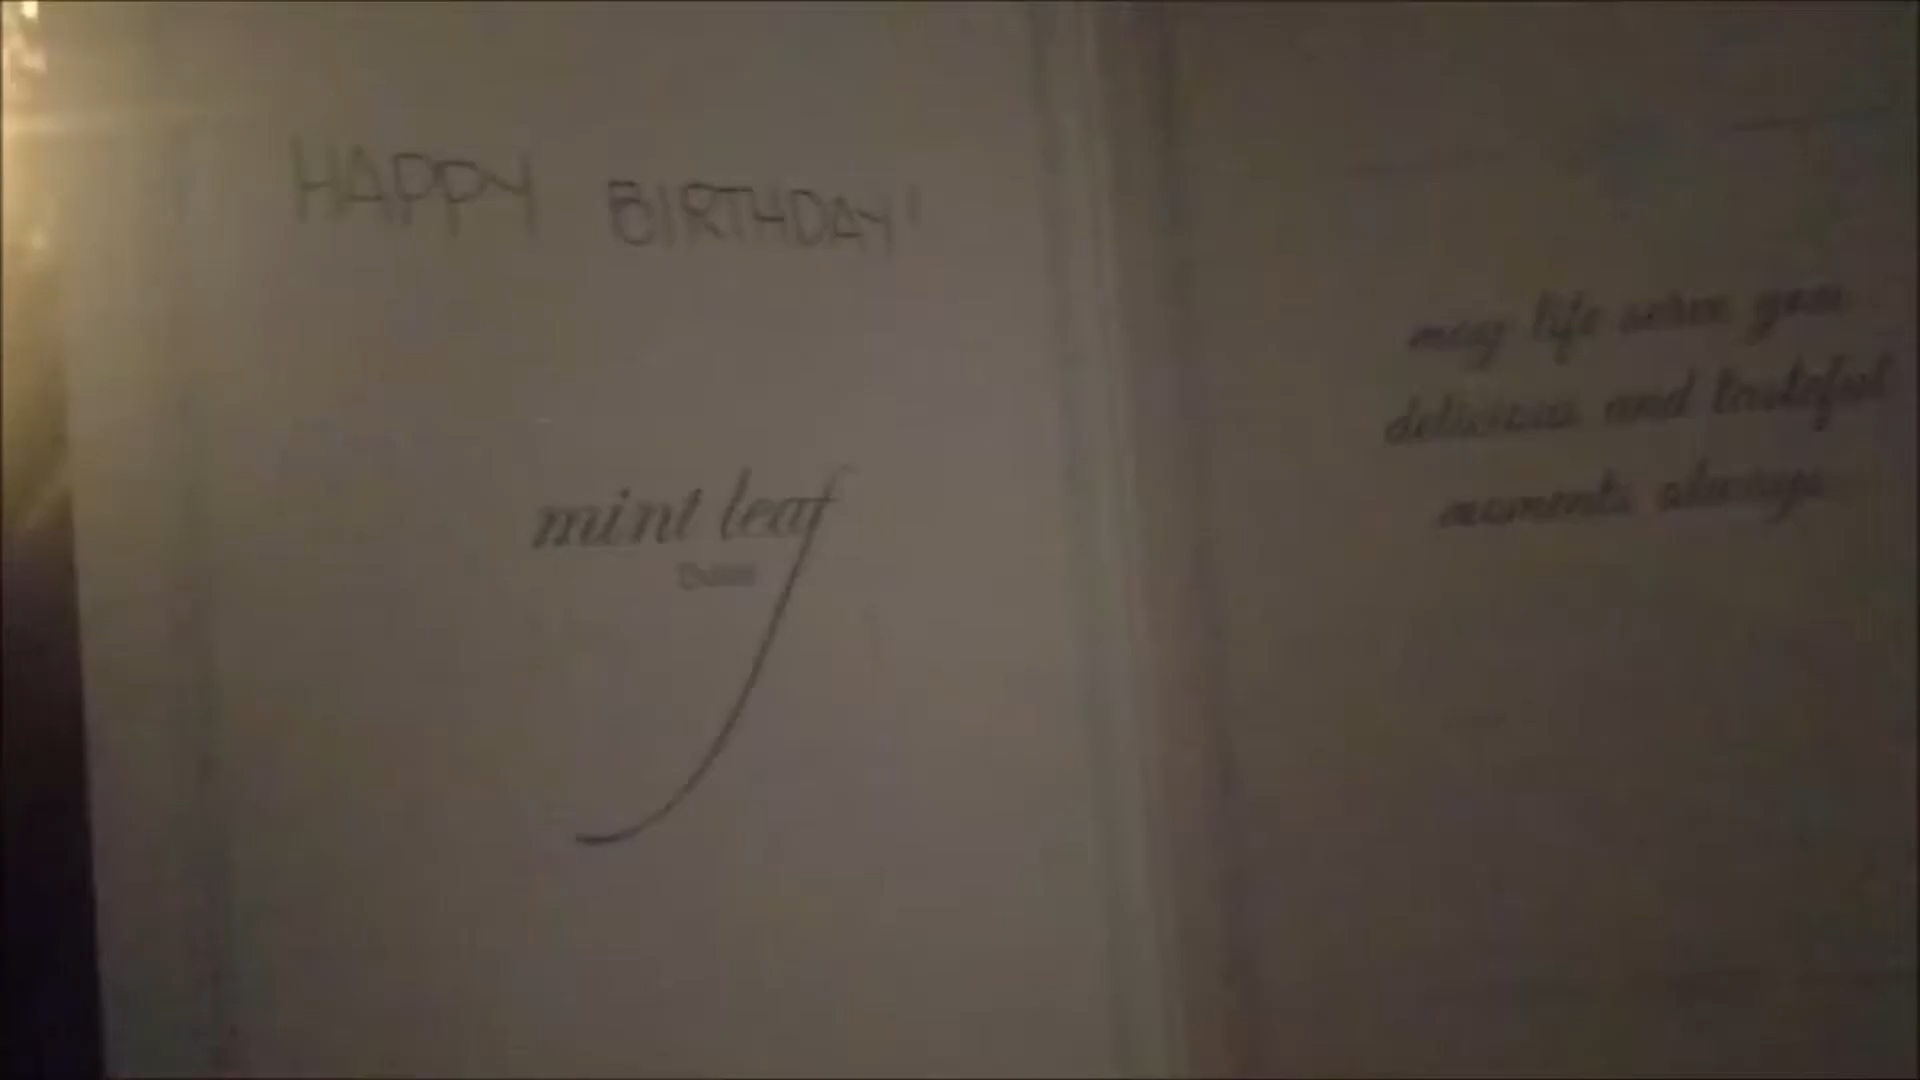 HAPPY BIRTHDAY!
mint leaf
may life serve you
delicious and tasteful
moments always